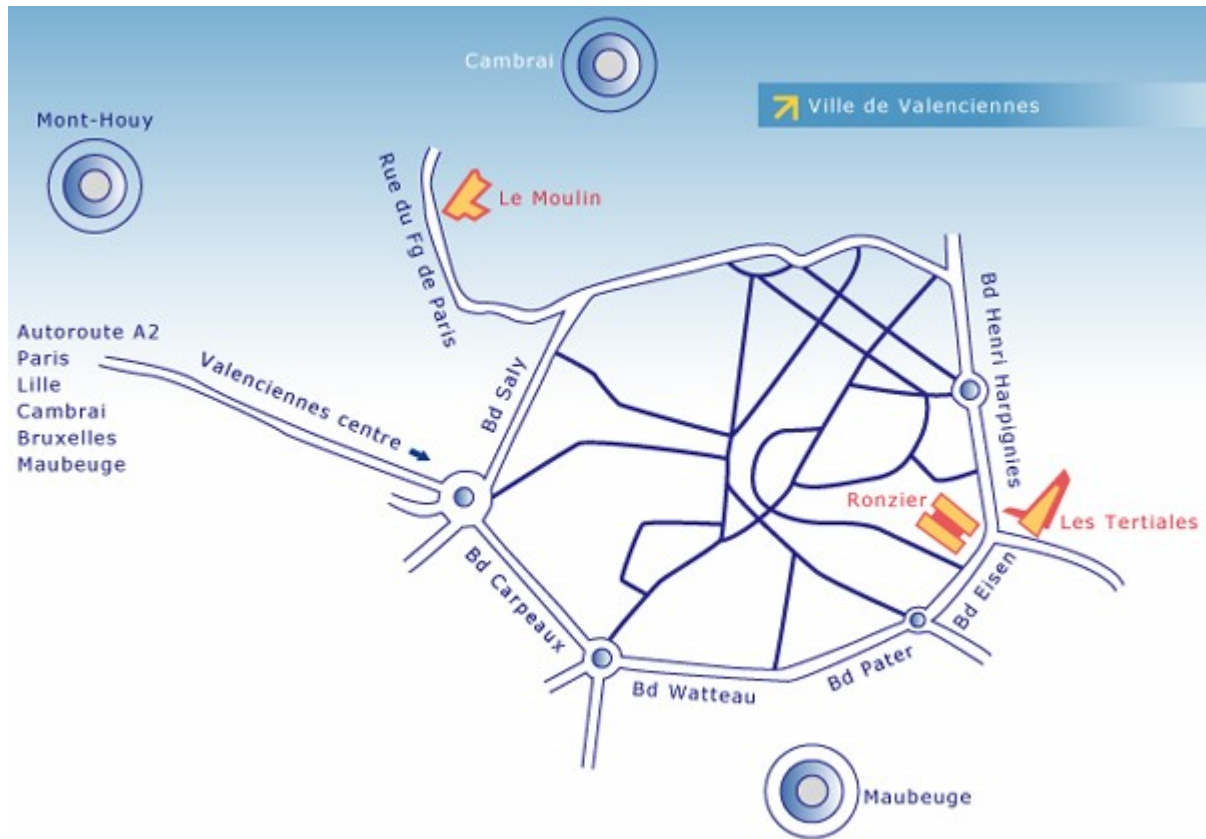 Cambrai
Ville de Valenciennes
Mont-Houy
Rue du Fg de Paris
Le Moulin
Bd Henri Harpignies
Autoroute A2
Paris
Lille
Cambrai
Bruxelles
Maubeuge
Valenciennes centre
Bd Saly
Ronzier
Les Tertiales
Bd Carpeaux
Bd Eisen
Bd Pater
Bd Watteau
Maubeuge